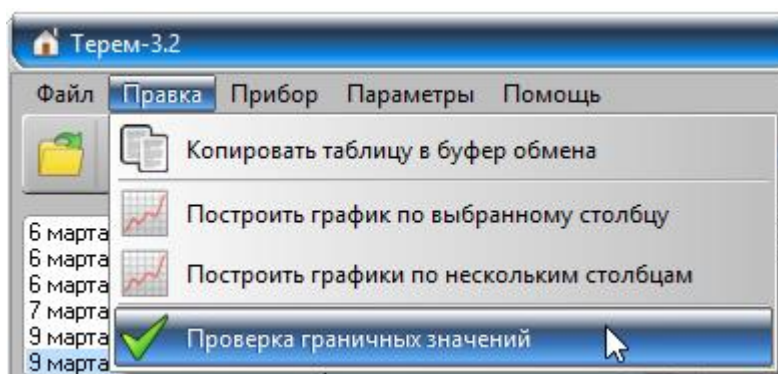 Терем-3.2
Файл Правка Прибор Параметры Помощь
Копировать таблицу в буфер обмена
Построить график по выбранному столбцу
Построить графики по нескольким столбцам
Проверка граничных значений
6 марта
6 марта
6 марта
7 марта
9 марта
9 марта